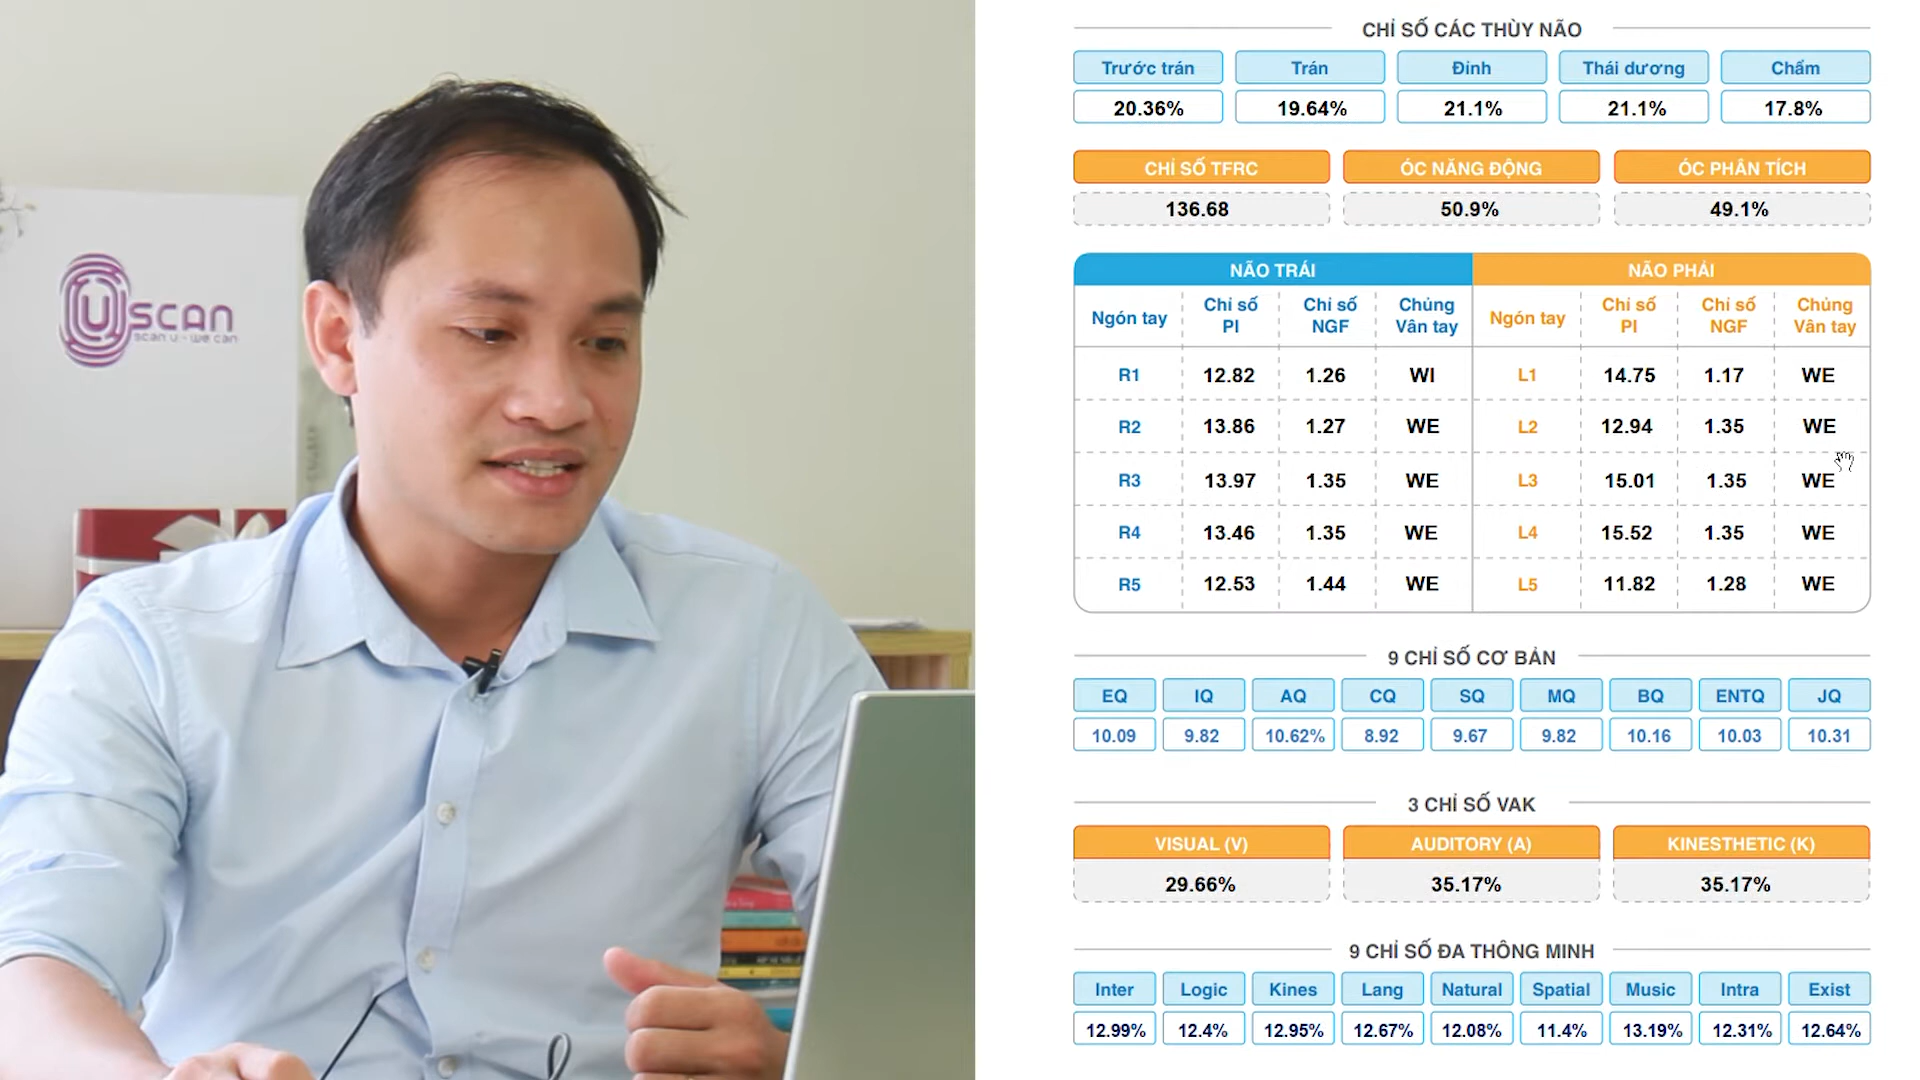 USCAN
scan U - We can
CHỈ SỐ CÁC THÙY NÃO
Trước trán Trán Đỉnh Thái dương Chẩm
20.36% 19.64% 21.1% 21.1% 17.8%
CHỈ SỐ TFRC ÓC NĂNG ĐỘNG ÓC PHÂN TÍCH
136.68 50.9% 49.1%
NÃO TRÁI NÃO PHẢI
Ngón tay Chỉ số PI Chỉ số NGF Chủng Vân tay Ngón tay Chỉ số PI Chỉ số NGF Chủng Vân tay
R1 12.82 1.26 WI L1 14.75 1.17 WE
R2 13.86 1.27 WE L2 12.94 1.35 WE
R3 13.97 1.35 WE L3 15.01 1.35 WE
R4 13.46 1.35 WE L4 15.52 1.35 WE
R5 12.53 1.44 WE L5 11.82 1.28 WE
9 CHỈ SỐ CƠ BẢN
EQ IQ AQ CQ SQ MQ BQ ENTQ JQ
10.09 9.82 10.62% 8.92 9.67 9.82 10.16 10.03 10.31
3 CHỈ SỐ VAK
VISUAL (V) AUDITORY (A) KINESTHETIC (K)
29.66% 35.17% 35.17%
9 CHỈ SỐ ĐA THÔNG MINH
Inter Logic Kines Lang Natural Spatial Music Intra Exist
12.99% 12.4% 12.95% 12.67% 12.08% 11.4% 13.19% 12.31% 12.64%